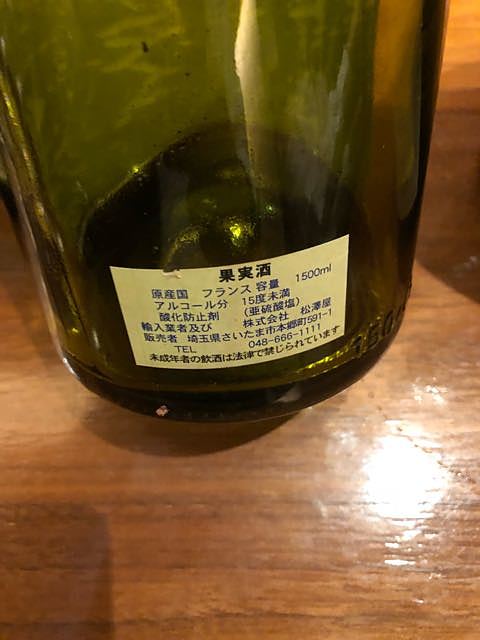 果実酒
原産国 フランス 容量 1500ml
アルコール分 15度未満
酸化防止剤 (亜硫酸塩)
輸入業者及び 株式会社 松澤屋
販売者 埼玉県さいたま市本郷町591-1
TEL 048-666-1111
未成年者の飲酒は法律で禁じられています